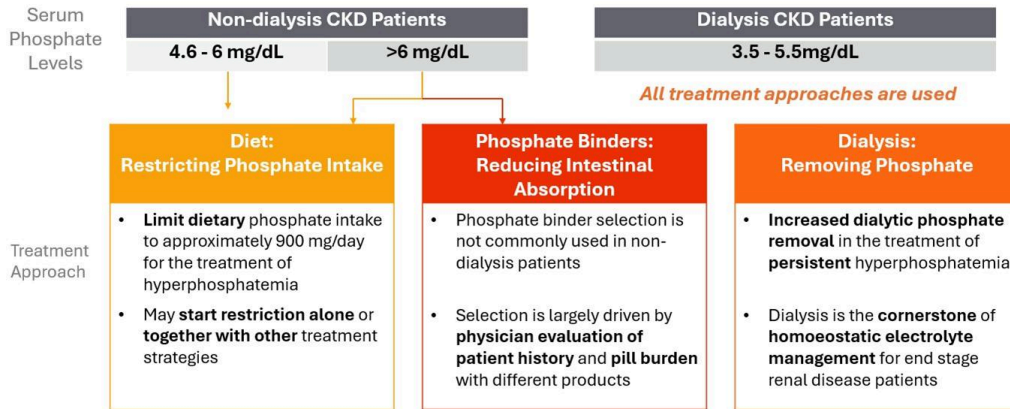 Serum
Phosphate
Levels
Non-dialysis CKD Patients
4.6 - 6 mg/dL
>6 mg/dL
Dialysis CKD Patients
3.5 - 5.5mg/dL
All treatment approaches are used
Treatment
Approach
Diet:
Restricting Phosphate Intake
• Limit dietary phosphate intake
to approximately 900 mg/day
for the treatment of
hyperphosphatemia
• May start restriction alone or
together with other treatment
strategies
Phosphate Binders:
Reducing Intestinal
Absorption
• Phosphate binder selection is
not commonly used in non-
dialysis patients
• Selection is largely driven by
physician evaluation of
patient history and pill burden
with different products
Dialysis:
Removing Phosphate
• Increased dialytic phosphate
removal in the treatment of
persistent hyperphosphatemia
• Dialysis is the cornerstone of
homoeostatic electrolyte
management for end stage
renal disease patients